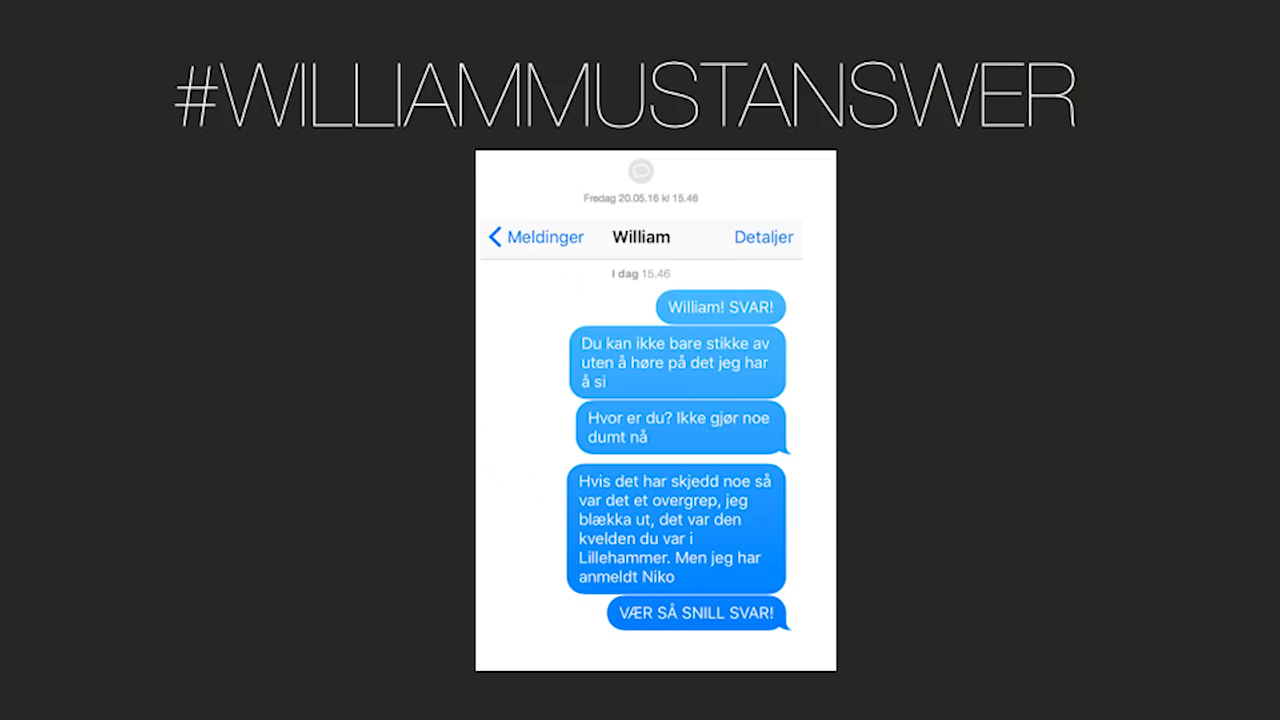 #WILLIAMMUSTANSWER
Fredag 20.05.16 kl 15.46
Meldinger William Detaljer
I dag 15.46
William! SVAR!
Du kan ikke bare stikke av
uten å høre på det jeg har
å si
Hvor er du? Ikke gjør noe
dumt nå
Hvis det har skjedd noe så
var det et overgrep, jeg
blækka ut, det var den
kvelden du var i
Lillehammer. Men jeg har
anmeldt Niko
VÆR SÅ SNILL SVAR!